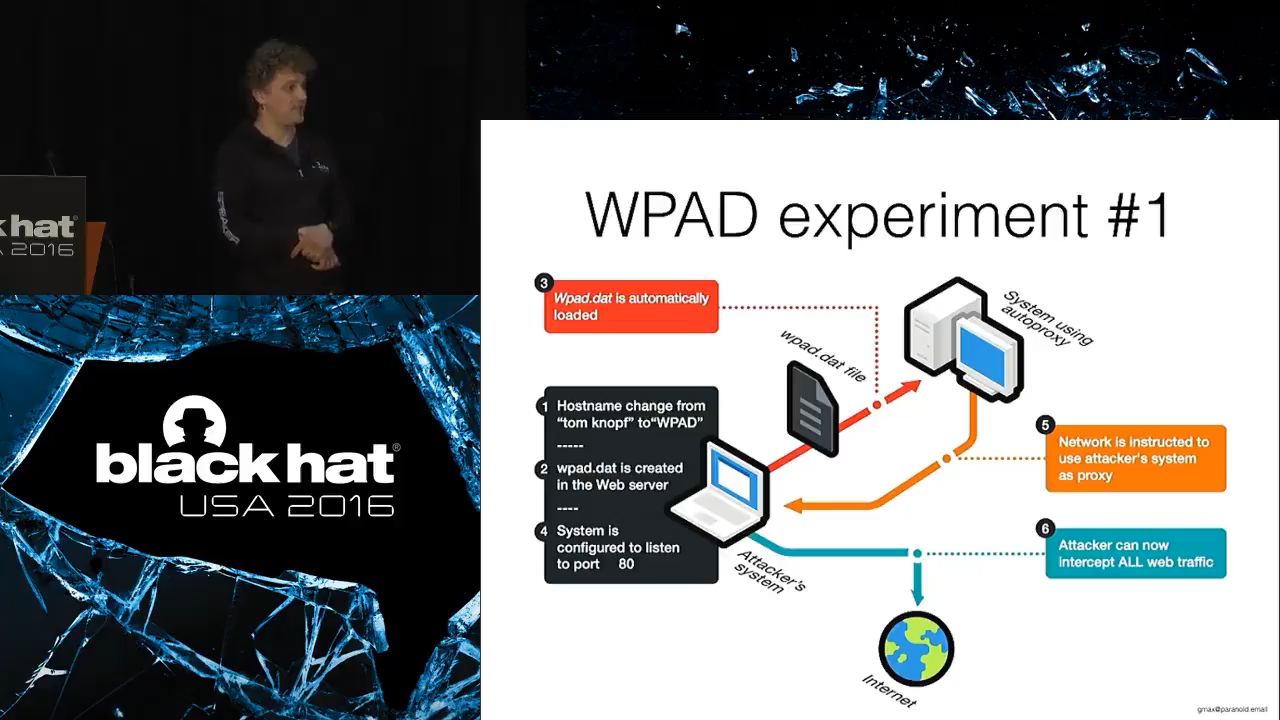 k hat
A 2016
black hat®
USA 2016
WPAD experiment #1
3
Wpad.dat is automatically
loaded
wpad.dat file
System using
autoproxy
1
Hostname change from
“tom knopf” to“WPAD”
-----
2
wpad.dat is created
in the Web server
----
4
System is
configured to listen
to port 80
Attacker's
system
5
Network is instructed to
use attacker's system
as proxy
6
Attacker can now
intercept ALL web traffic
Internet
gmax@paranoid.email